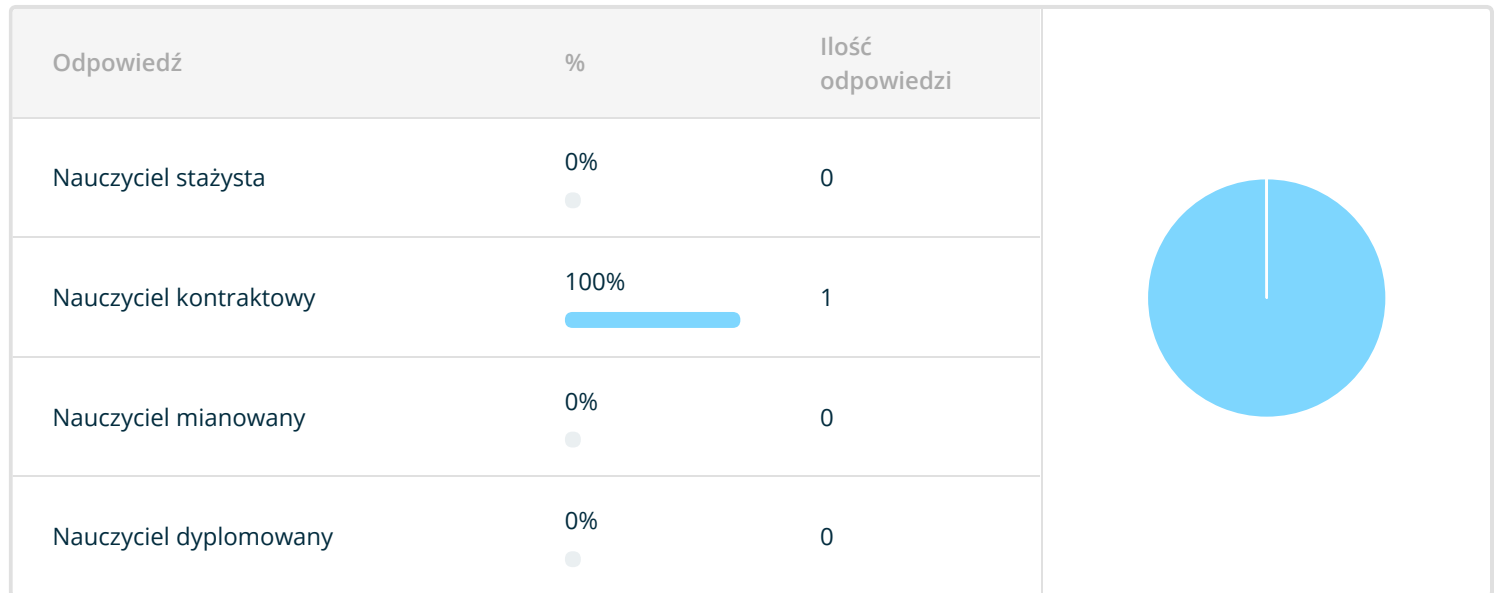 Odpowiedź % Ilość odpowiedzi
Nauczyciel stażysta 0% 0
Nauczyciel kontraktowy 100% 1
Nauczyciel mianowany 0% 0
Nauczyciel dyplomowany 0% 0